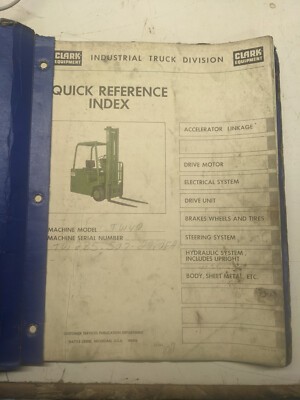 CLARK
EQUIPMENT
INDUSTRIAL TRUCK DIVISION
CLARK
EQUIPMENT
QUICK REFERENCE
INDEX
ACCELERATOR LINKAGE
DRIVE MOTOR
ELECTRICAL SYSTEM
DRIVE UNIT
BRAKES WHEELS AND TIRES
STEERING SYSTEM
HYDRAULIC SYSTEM
INCLUDES UPRIGHT
BODY, SHEET METAL, ETC.
MACHINE MODEL
MACHINE SERIAL NUMBER